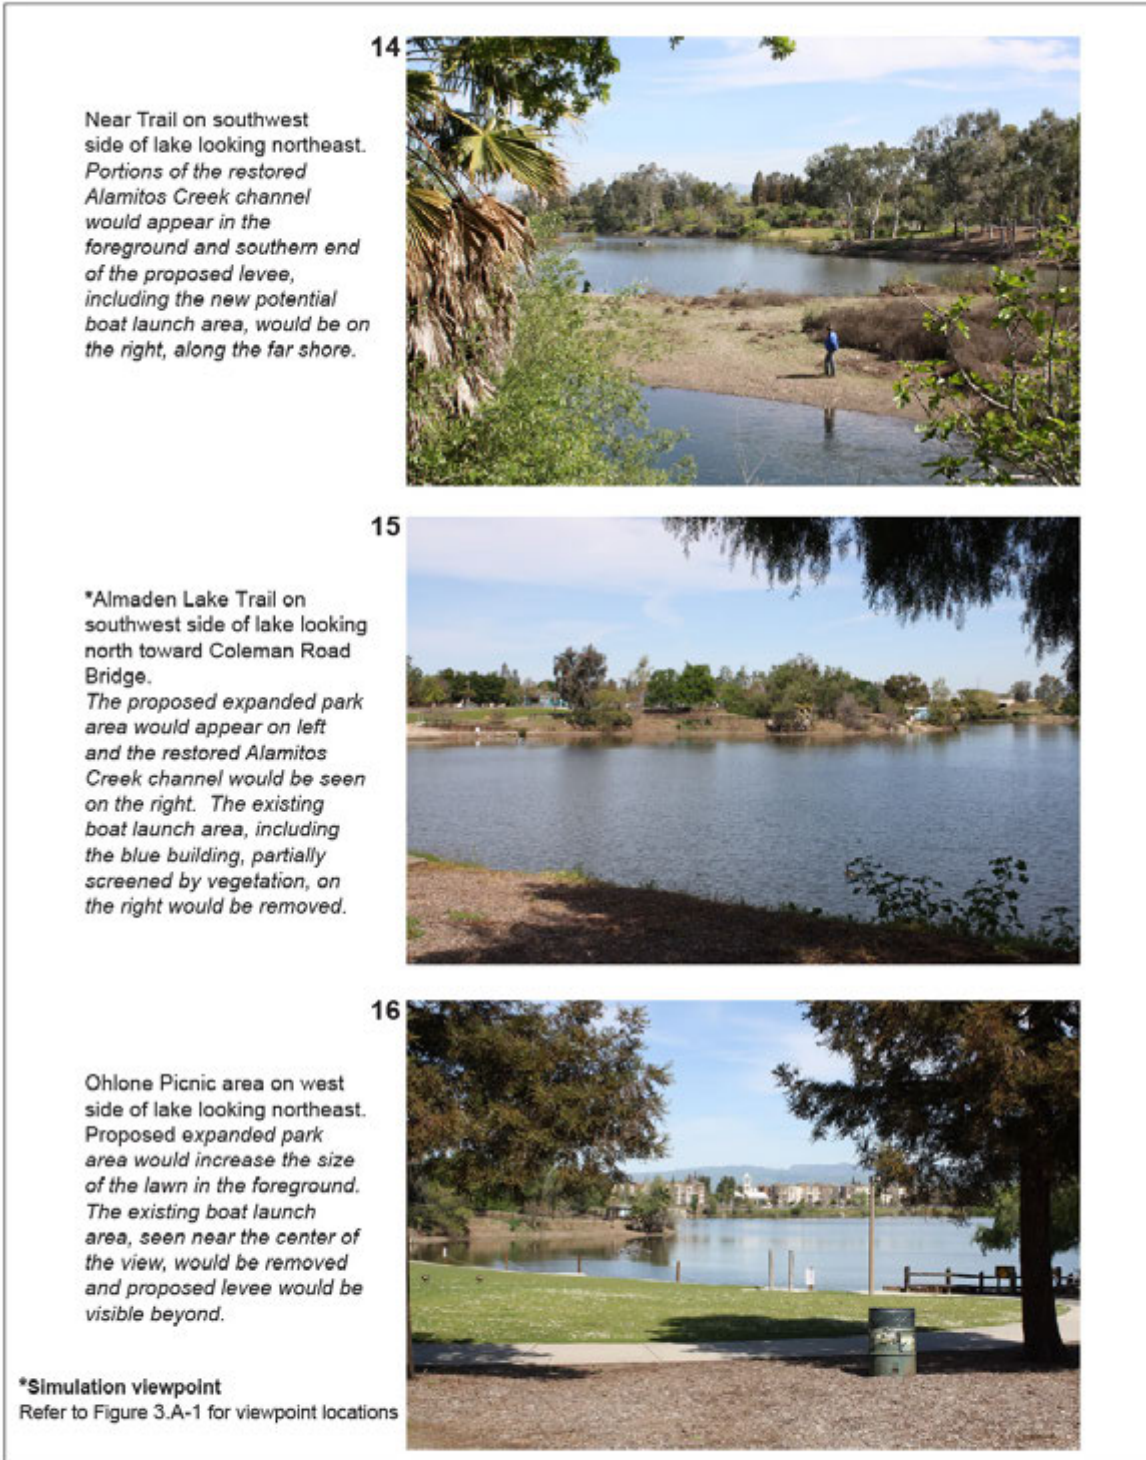 14
Near Trail on southwest
side of lake looking northeast.
Portions of the restored
Alamitos Creek channel
would appear in the
foreground and southern end
of the proposed levee,
including the new potential
boat launch area, would be on
the right, along the far shore.
15
*Almaden Lake Trail on
southwest side of lake looking
north toward Coleman Road
Bridge.
The proposed expanded park
area would appear on left
and the restored Alamitos
Creek channel would be seen
on the right.  The existing
boat launch area, including
the blue building, partially
screened by vegetation, on
the right would be removed.
16
Ohlone Picnic area on west
side of lake looking northeast.
Proposed expanded park
area would increase the size
of the lawn in the foreground.
The existing boat launch
area, seen near the center of
the view, would be removed
and proposed levee would be
visible beyond.
*Simulation viewpoint
Refer to Figure 3.A-1 for viewpoint locations